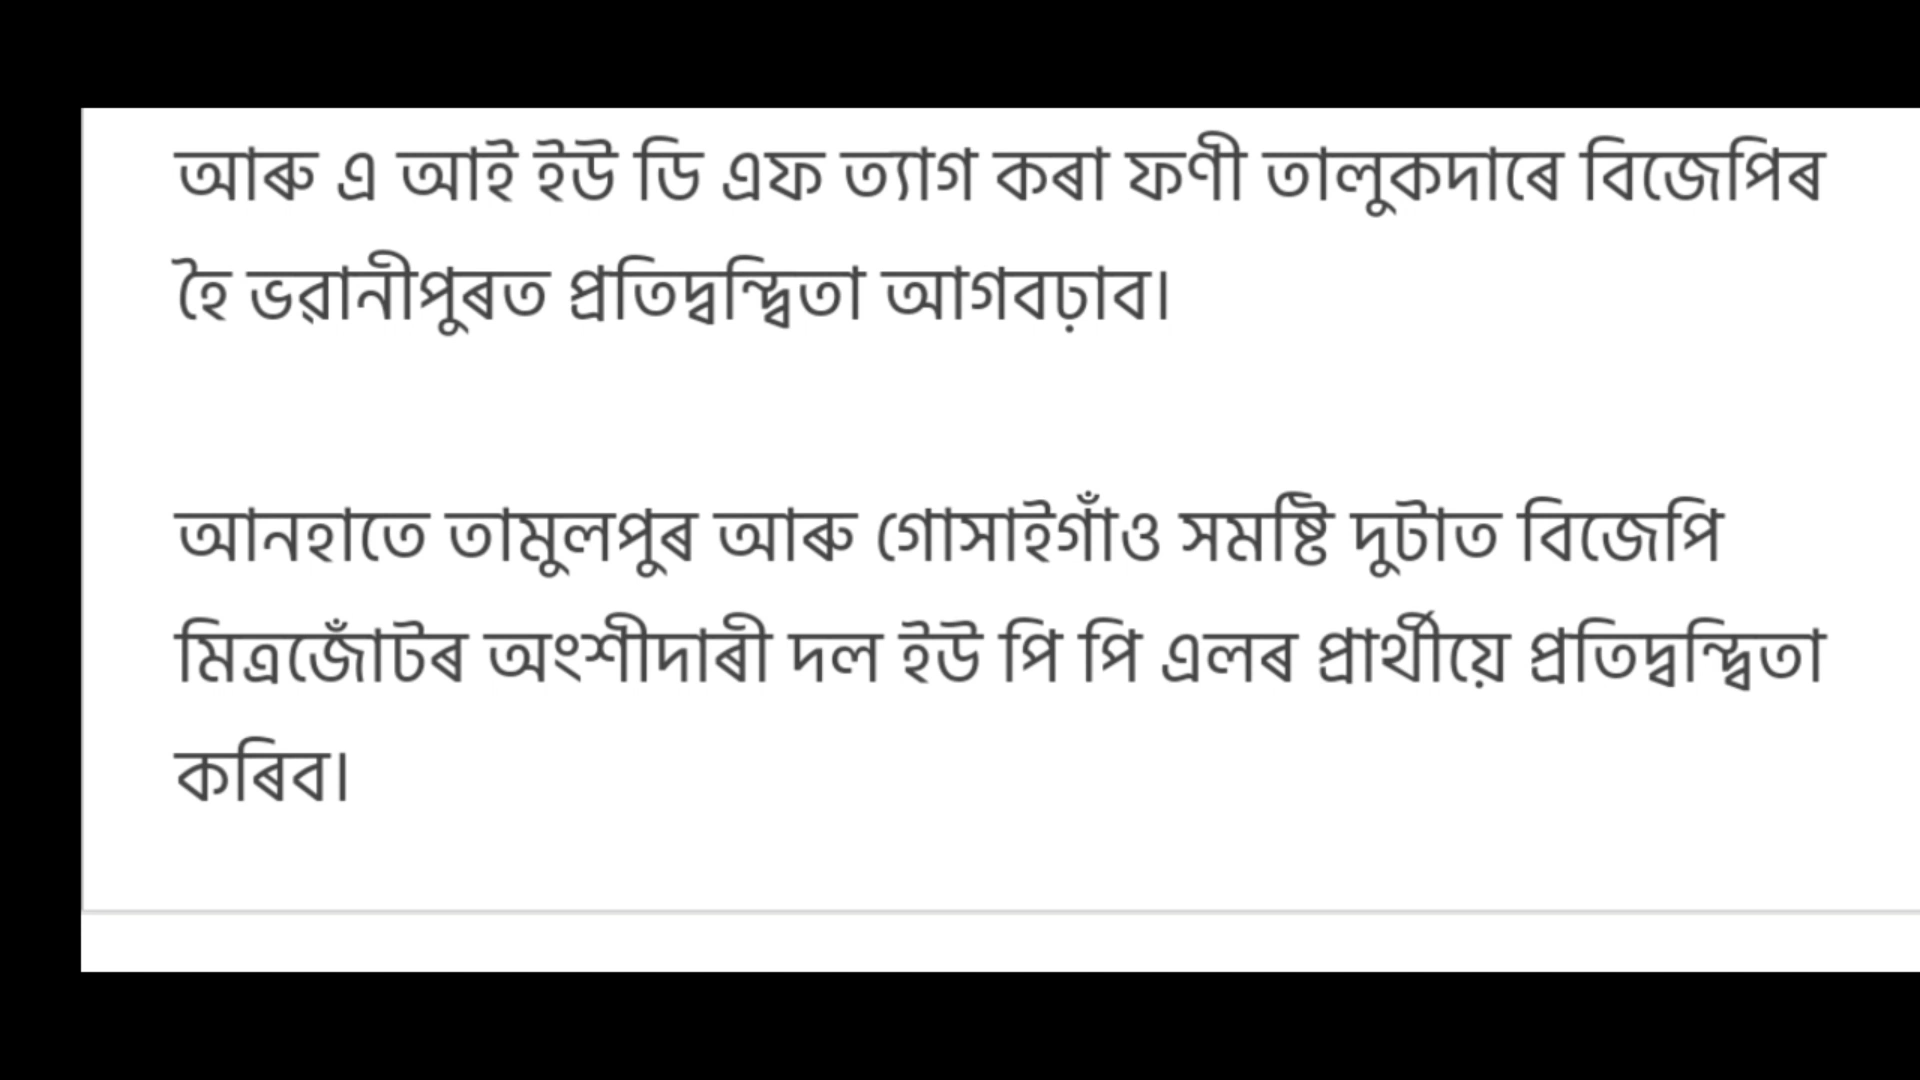 আৰু এ আই ইউ ডি এফ ত্যাগ কৰা ফণী তালুকদাৰে বিজেপিৰ
হৈ ভৱানীপুৰত প্ৰতিদ্বন্দ্বিতা আগবঢ়াব।
আনহাতে তামুলপুৰ আৰু গোসাইগাঁও সমষ্টি দুটাত বিজেপি
মিত্ৰজোঁটৰ অংশীদাৰী দল ইউ পি পি এলৰ প্ৰাৰ্থীয়ে প্ৰতিদ্বন্দ্বিতা
কৰিব।